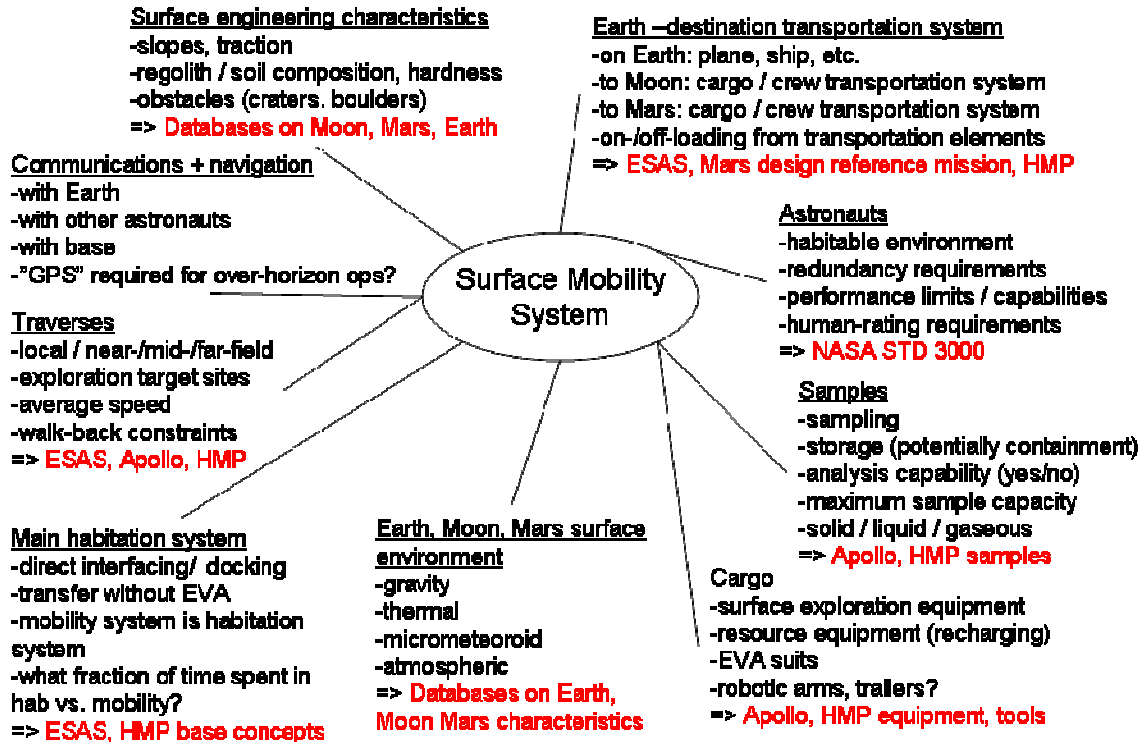 Surface engineering characteristics
-slopes, traction
-regolith / soil composition, hardness
-obstacles (craters. boulders)
=> Databases on Moon, Mars, Earth
Earth –destination transportation system
-on Earth: plane, ship, etc.
-to Moon: cargo / crew transportation system
-to Mars: cargo / crew transportation system
-on-/off-loading from transportation elements
=> ESAS, Mars design reference mission, HMP
Communications + navigation
-with Earth
-with other astronauts
-with base
-"GPS" required for over-horizon ops?
Astronauts
-habitable environment
-redundancy requirements
-performance limits / capabilities
-human-rating requirements
=> NASA STD 3000
Surface Mobility
System
Traverses
-local / near-/mid-/far-field
-exploration target sites
-average speed
-walk-back constraints
=> ESAS, Apollo, HMP
Samples
-sampling
-storage (potentially containment)
-analysis capability (yes/no)
-maximum sample capacity
-solid / liquid / gaseous
=> Apollo, HMP samples
Main habitation system
-direct interfacing/ docking
-transfer without EVA
-mobility system is habitation
system
-what fraction of time spent in
hab vs. mobility?
=> ESAS, HMP base concepts
Earth, Moon, Mars surface
environment
-gravity
-thermal
-micrometeoroid
-atmospheric
=> Databases on Earth,
Moon Mars characteristics
Cargo
-surface exploration equipment
-resource equipment (recharging)
-EVA suits
-robotic arms, trailers?
=> Apollo, HMP equipment, tools